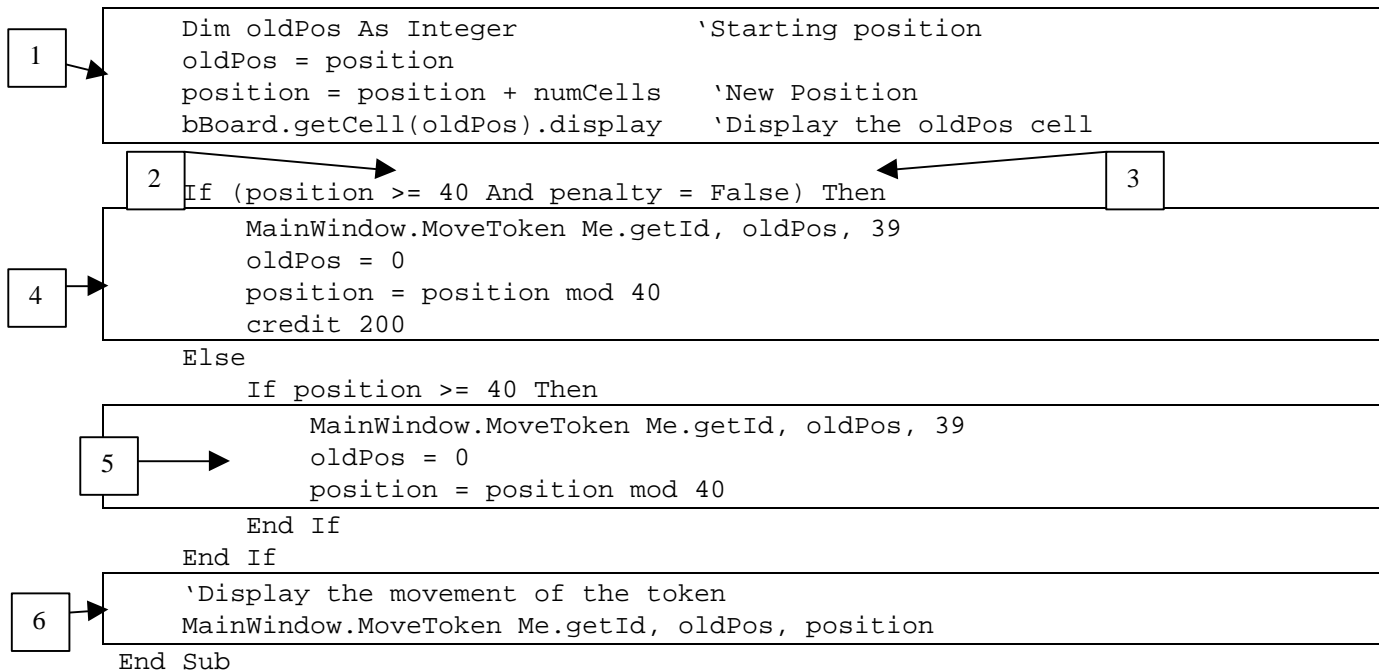 Dim oldPos As Integer ‘Starting position
1
oldPos = position
position = position + numCells ‘New Position
bBoard.getCell(oldPos).display ‘Display the oldPos cell
2
3
If (position >= 40 And penalty = False) Then
MainWindow.MoveToken Me.getId, oldPos, 39
oldPos = 0
4
position = position mod 40
credit 200
Else
If position >= 40 Then
MainWindow.MoveToken Me.getId, oldPos, 39
5
oldPos = 0
position = position mod 40
End If
End If
‘Display the movement of the token
6
MainWindow.MoveToken Me.getId, oldPos, position
End Sub